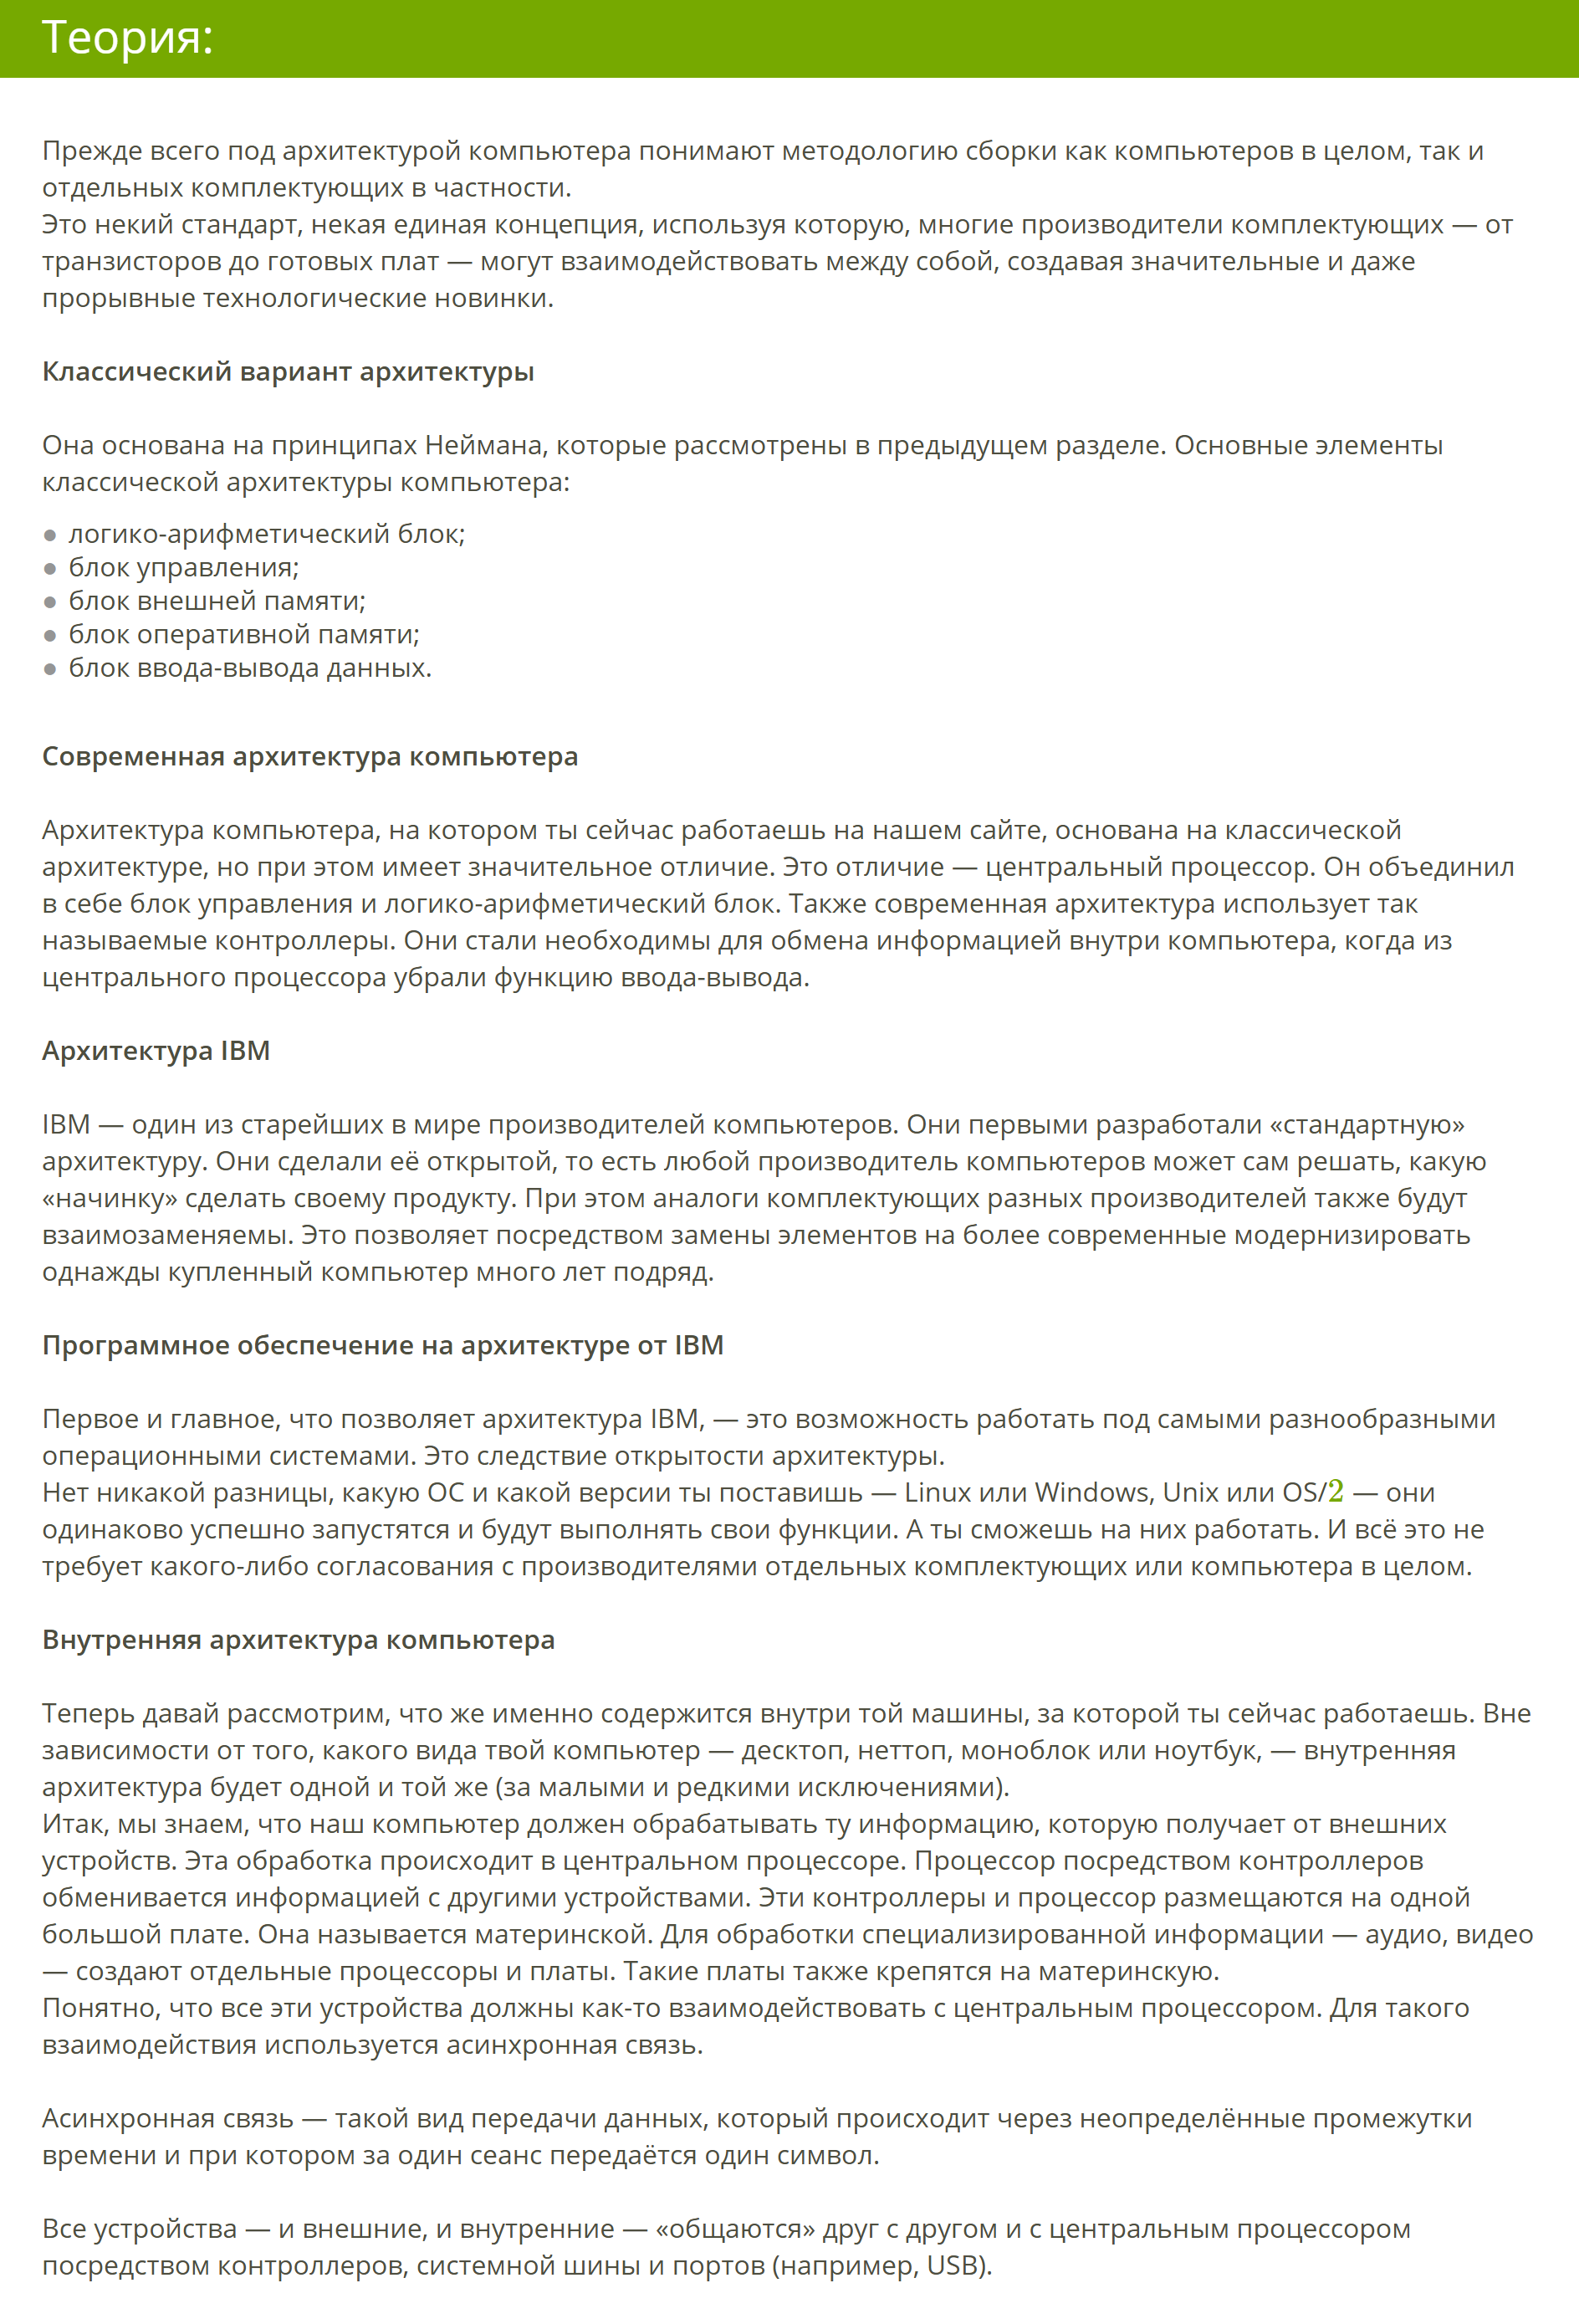 Теория:
Прежде всего под архитектурой компьютера понимают методологию сборки как компьютеров в целом, так и
отдельных комплектующих в частности.
Это некий стандарт, некая единая концепция, используя которую, многие производители комплектующих — от
транзисторов до готовых плат — могут взаимодействовать между собой, создавая значительные и даже
прорывные технологические новинки.
Классический вариант архитектуры
Она основана на принципах Неймана, которые рассмотрены в предыдущем разделе. Основные элементы
классической архитектуры компьютера:
● логико-арифметический блок;
● блок управления;
● блок внешней памяти;
● блок оперативной памяти;
● блок ввода-вывода данных.
Современная архитектура компьютера
Архитектура компьютера, на котором ты сейчас работаешь на нашем сайте, основана на классической
архитектуре, но при этом имеет значительное отличие. Это отличие — центральный процессор. Он объединил
в себе блок управления и логико-арифметический блок. Также современная архитектура использует так
называемые контроллеры. Они стали необходимы для обмена информацией внутри компьютера, когда из
центрального процессора убрали функцию ввода-вывода.
Архитектура IBM
IBM — один из старейших в мире производителей компьютеров. Они первыми разработали «стандартную»
архитектуру. Они сделали её открытой, то есть любой производитель компьютеров может сам решать, какую
«начинку» сделать своему продукту. При этом аналоги комплектующих разных производителей также будут
взаимозаменяемы. Это позволяет посредством замены элементов на более современные модернизировать
однажды купленный компьютер много лет подряд.
Программное обеспечение на архитектуре от IBM
Первое и главное, что позволяет архитектура IBM, — это возможность работать под самыми разнообразными
операционными системами. Это следствие открытости архитектуры.
Нет никакой разницы, какую ОС и какой версии ты поставишь — Linux или Windows, Unix или OS/2 — они
одинаково успешно запустятся и будут выполнять свои функции. А ты сможешь на них работать. И всё это не
требует какого-либо согласования с производителями отдельных комплектующих или компьютера в целом.
Внутренняя архитектура компьютера
Теперь давай рассмотрим, что же именно содержится внутри той машины, за которой ты сейчас работаешь. Вне
зависимости от того, какого вида твой компьютер — десктоп, неттоп, моноблок или ноутбук, — внутренняя
архитектура будет одной и той же (за малыми и редкими исключениями).
Итак, мы знаем, что наш компьютер должен обрабатывать ту информацию, которую получает от внешних
устройств. Эта обработка происходит в центральном процессоре. Процессор посредством контроллеров
обменивается информацией с другими устройствами. Эти контроллеры и процессор размещаются на одной
большой плате. Она называется материнской. Для обработки специализированной информации — аудио, видео
— создают отдельные процессоры и платы. Такие платы также крепятся на материнскую.
Понятно, что все эти устройства должны как-то взаимодействовать с центральным процессором. Для такого
взаимодействия используется асинхронная связь.
Асинхронная связь — такой вид передачи данных, который происходит через неопределённые промежутки
времени и при котором за один сеанс передаётся один символ.
Все устройства — и внешние, и внутренние — «общаются» друг с другом и с центральным процессором
посредством контроллеров, системной шины и портов (например, USB).